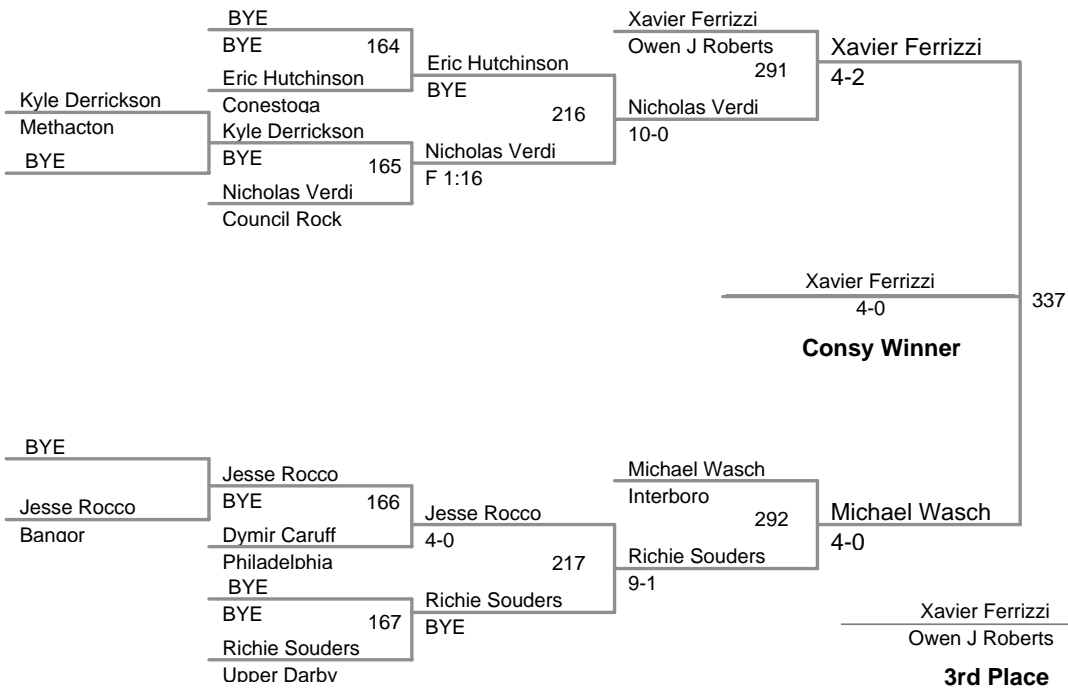 BYE
BYE
164
Eric Hutchinson
Conestoga
Kyle Derrickson
Methacton
BYE
Kyle Derrickson
BYE
165
Nicholas Verdi
Council Rock
Eric Hutchinson
BYE
216
Nicholas Verdi
F 1:16
Xavier Ferrizzi
Owen J Roberts
291
Nicholas Verdi
10-0
Xavier Ferrizzi
4-2
Xavier Ferrizzi
4-0
Consy Winner
337
BYE
Jesse Rocco
Bangor
Jesse Rocco
BYE
166
Dymir Caruff
Philadelphia
BYE
BYE
167
Richie Souders
Upper Darby
Jesse Rocco
4-0
217
Richie Souders
BYE
Michael Wasch
Interboro
292
Richie Souders
9-1
Michael Wasch
4-0
Xavier Ferrizzi
Owen J Roberts
3rd Place